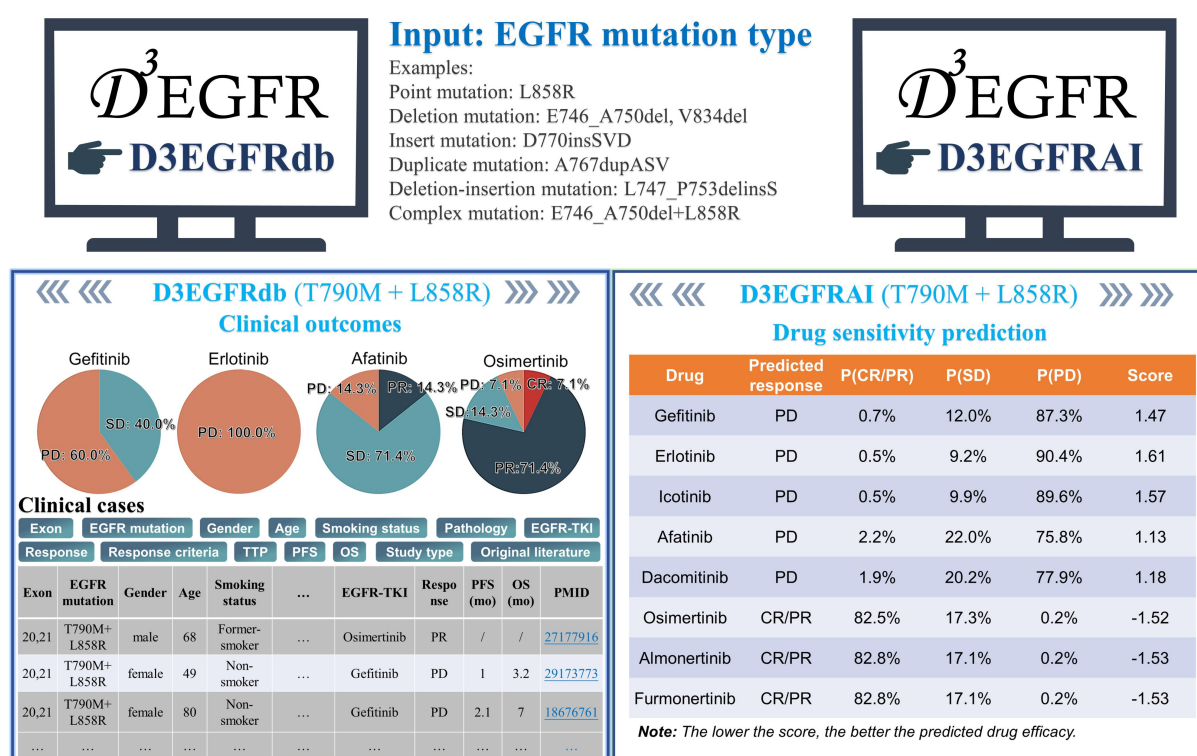 D³EGFR
D3EGFRdb
Input: EGFR mutation type
Examples:
Point mutation: L858R
Deletion mutation: E746_A750del, V834del
Insert mutation: D770insSVD
Duplicate mutation: A767dupASV
Deletion-insertion mutation: L747_P753delinsS
Complex mutation: E746_A750del+L858R
D³EGFR
D3EGFRAI
D3EGFRdb (T790M + L858R)
Clinical outcomes
Gefitinib Erlotinib Afatinib Osimertinib
SD: 40.0%
PD: 60.0%
PD: 100.0%
PD: 14.3% PR: 14.3%
SD: 71.4%
PD: 7.1% CR: 7.1%
SD:14.3%
PR:71.4%
Clinical cases
Exon EGFR mutation Gender Age Smoking status Pathology EGFR-TKI
Response Response criteria TTP PFS OS Study type Original literature
Exon EGFR mutation Gender Age Smoking status ... EGFR-TKI Respo nse PFS (mo) OS (mo) PMID
20,21 T790M+ L858R male 68 Former-smoker ... Osimertinib PR / / 27177916
20,21 T790M+ L858R female 49 Non-smoker ... Gefitinib PD 1 3.2 29173773
20,21 T790M+ L858R female 80 Non-smoker ... Gefitinib PD 2.1 7 18676761
... ... ... ... ... ... ... ... ... ... ...
D3EGFRAI (T790M + L858R)
Drug sensitivity prediction
Drug Predicted response P(CR/PR) P(SD) P(PD) Score
Gefitinib PD 0.7% 12.0% 87.3% 1.47
Erlotinib PD 0.5% 9.2% 90.4% 1.61
Icotinib PD 0.5% 9.9% 89.6% 1.57
Afatinib PD 2.2% 22.0% 75.8% 1.13
Dacomitinib PD 1.9% 20.2% 77.9% 1.18
Osimertinib CR/PR 82.5% 17.3% 0.2% -1.52
Almonertinib CR/PR 82.8% 17.1% 0.2% -1.53
Furmonertinib CR/PR 82.8% 17.1% 0.2% -1.53
Note: The lower the score, the better the predicted drug efficacy.